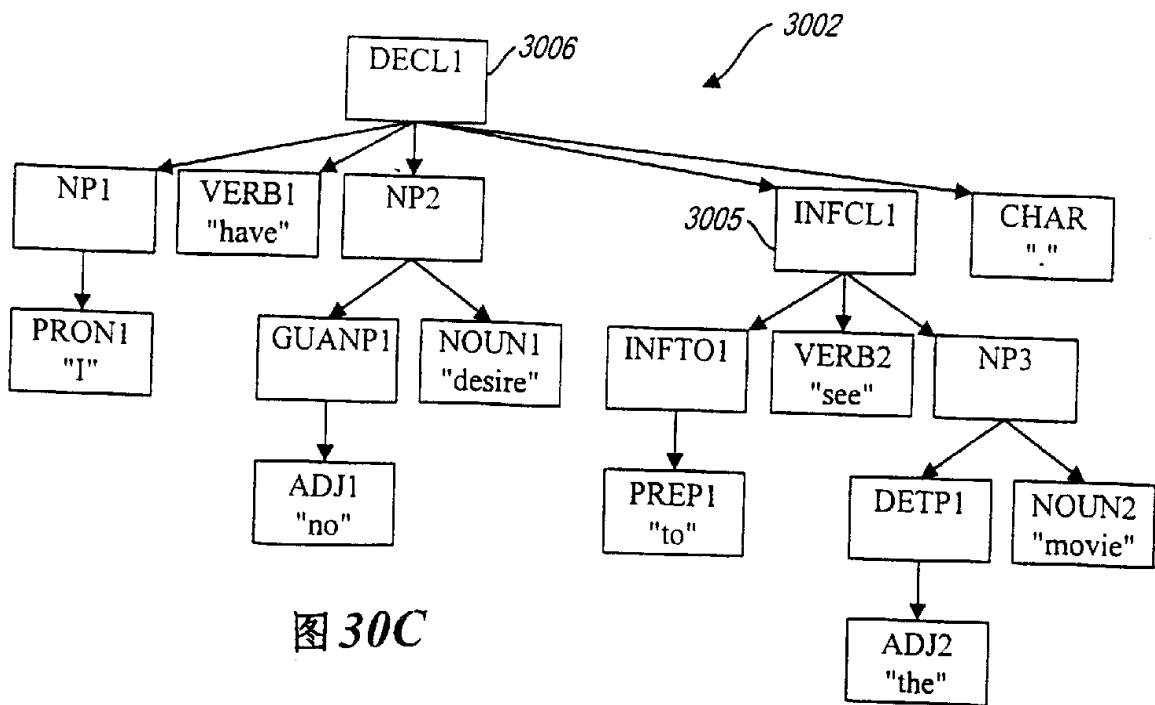 3002
DECL1
3006
NP1
VERB1
"have"
NP2
3005
INFCL1
CHAR
"."
PRON1
"I"
GUANP1
NOUN1
"desire"
INFTO1
VERB2
"see"
NP3
ADJ1
"no"
PREP1
"to"
DETP1
NOUN2
"movie"
ADJ2
"the"
图 30C